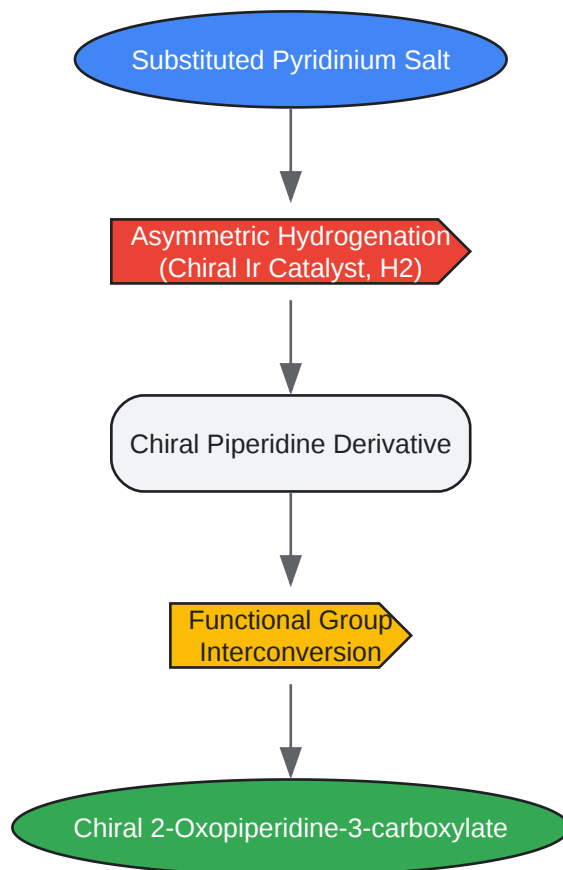 Substituted Pyridinium Salt
Asymmetric Hydrogenation
(Chiral Ir Catalyst, H2)
Chiral Piperidine Derivative
Functional Group
Interconversion
Chiral 2-Oxopiperidine-3-carboxylate